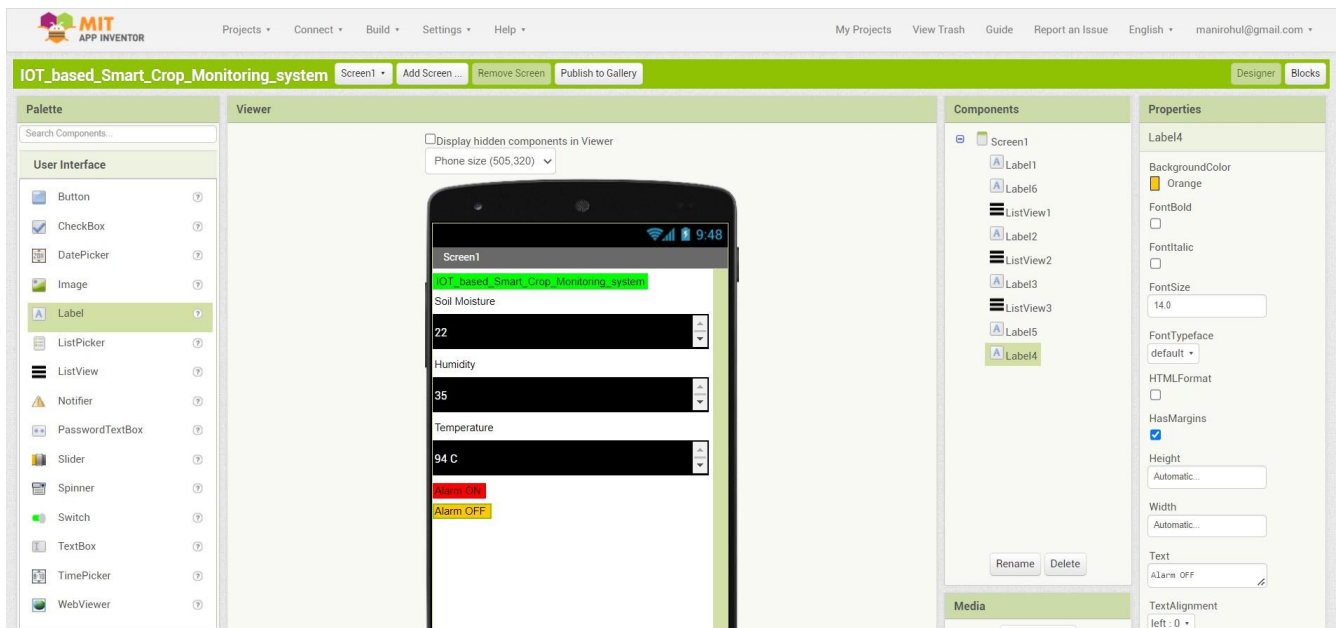 MIT
APP INVENTOR
Projects Connect Build Settings Help My Projects View Trash Guide Report an Issue English manirohul@gmail.com
IOT_based_Smart_Crop_Monitoring_system Screen1 Add Screen ... Remove Screen Publish to Gallery Designer Blocks
Palette
Search Components...
User Interface
Button
CheckBox
DatePicker
Image
Label
ListPicker
ListView
Notifier
PasswordTextBox
Slider
Spinner
Switch
TextBox
TimePicker
WebViewer
Viewer
Display hidden components in Viewer
Phone size (505,320)
9:48
Screen1
IOT_based_Smart_Crop_Monitoring_system
Soil Moisture
22
Humidity
35
Temperature
94 C
Alarm ON
Alarm OFF
Components
Screen1
Label1
Label6
ListView1
Label2
ListView2
Label3
ListView3
Label5
Label4
Rename Delete
Media
Properties
Label4
BackgroundColor
Orange
FontBold
FontItalic
FontSize
14.0
FontTypeface
default
HTMLFormat
HasMargins
Height
Automatic...
Width
Automatic...
Text
Alarm OFF
TextAlignment
left : 0